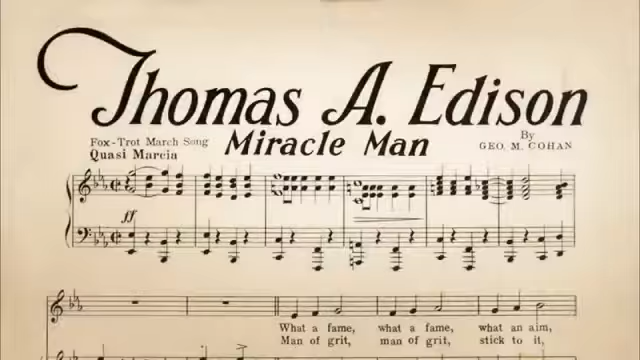 Thomas A. Edison
Miracle Man
Fox-Trot March Song
Quasi Marcia
By
GEO. M. COHAN
ff
What a fame, what a fame, what an aim,
Man of grit, man of grit, stick to it,